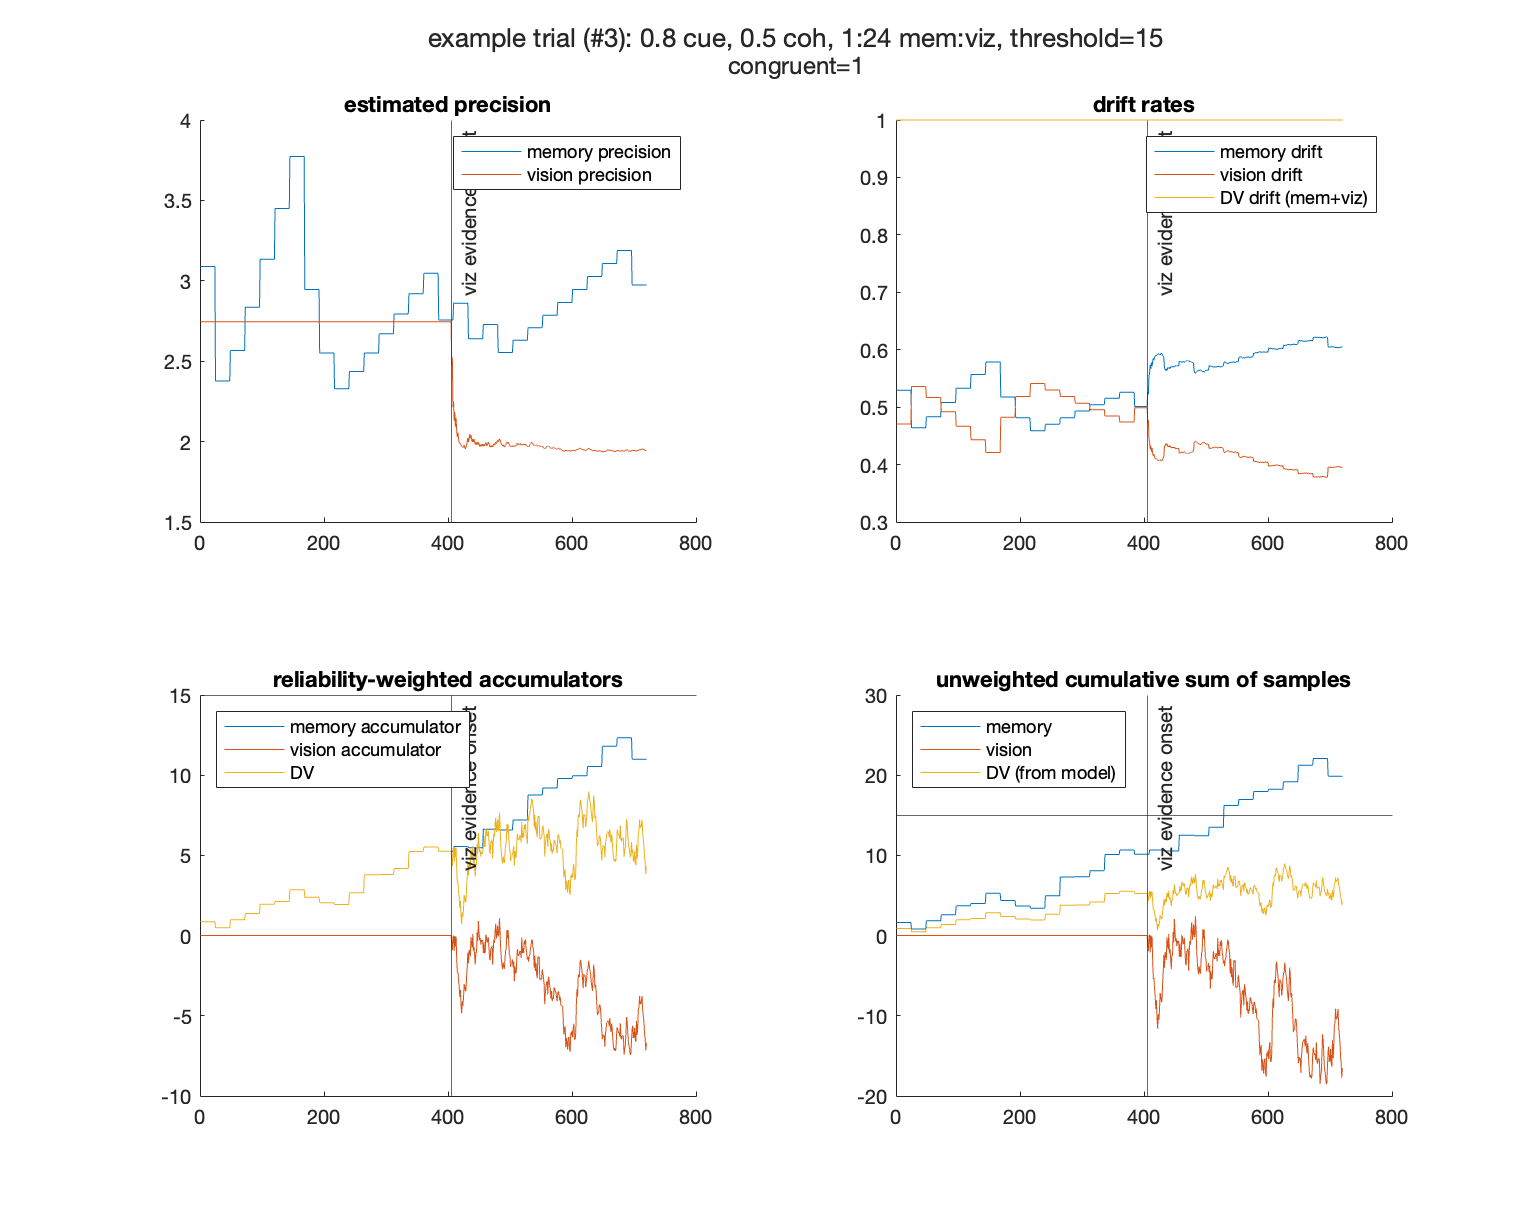 example trial (#3): 0.8 cue, 0.5 coh, 1:24 mem:viz, threshold=15
congruent=1
estimated precision
4
3.5
3
2.5
2
1.5
0
200
400
600
800
viz evidence
t
memory precision
vision precision
drift rates
1
0.9
0.8
0.7
0.6
0.5
0.4
0.3
0
200
400
600
800
viz eviden
t
memory drift
vision drift
DV drift (mem+viz)
reliability-weighted accumulators
15
10
5
0
-5
-10
0
200
400
600
800
viz evidence onset
memory accumulator
vision accumulator
DV
unweighted cumulative sum of samples
30
20
10
0
-10
-20
0
200
400
600
800
viz evidence onset
memory
vision
DV (from model)